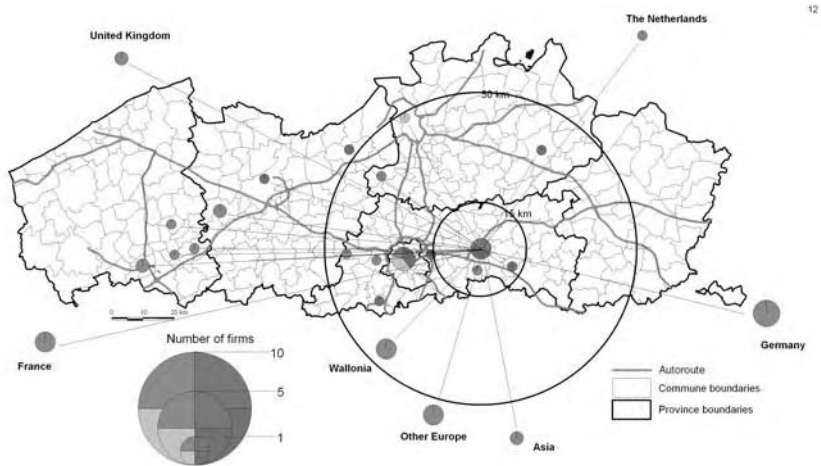 12
The Netherlands
United Kingdom
50 km
15 km
0 10 20 km
Number of firms
10
5
1
France
Wallonia
Germany
Other Europe
Asia
Autoroute
Commune boundaries
Province boundaries